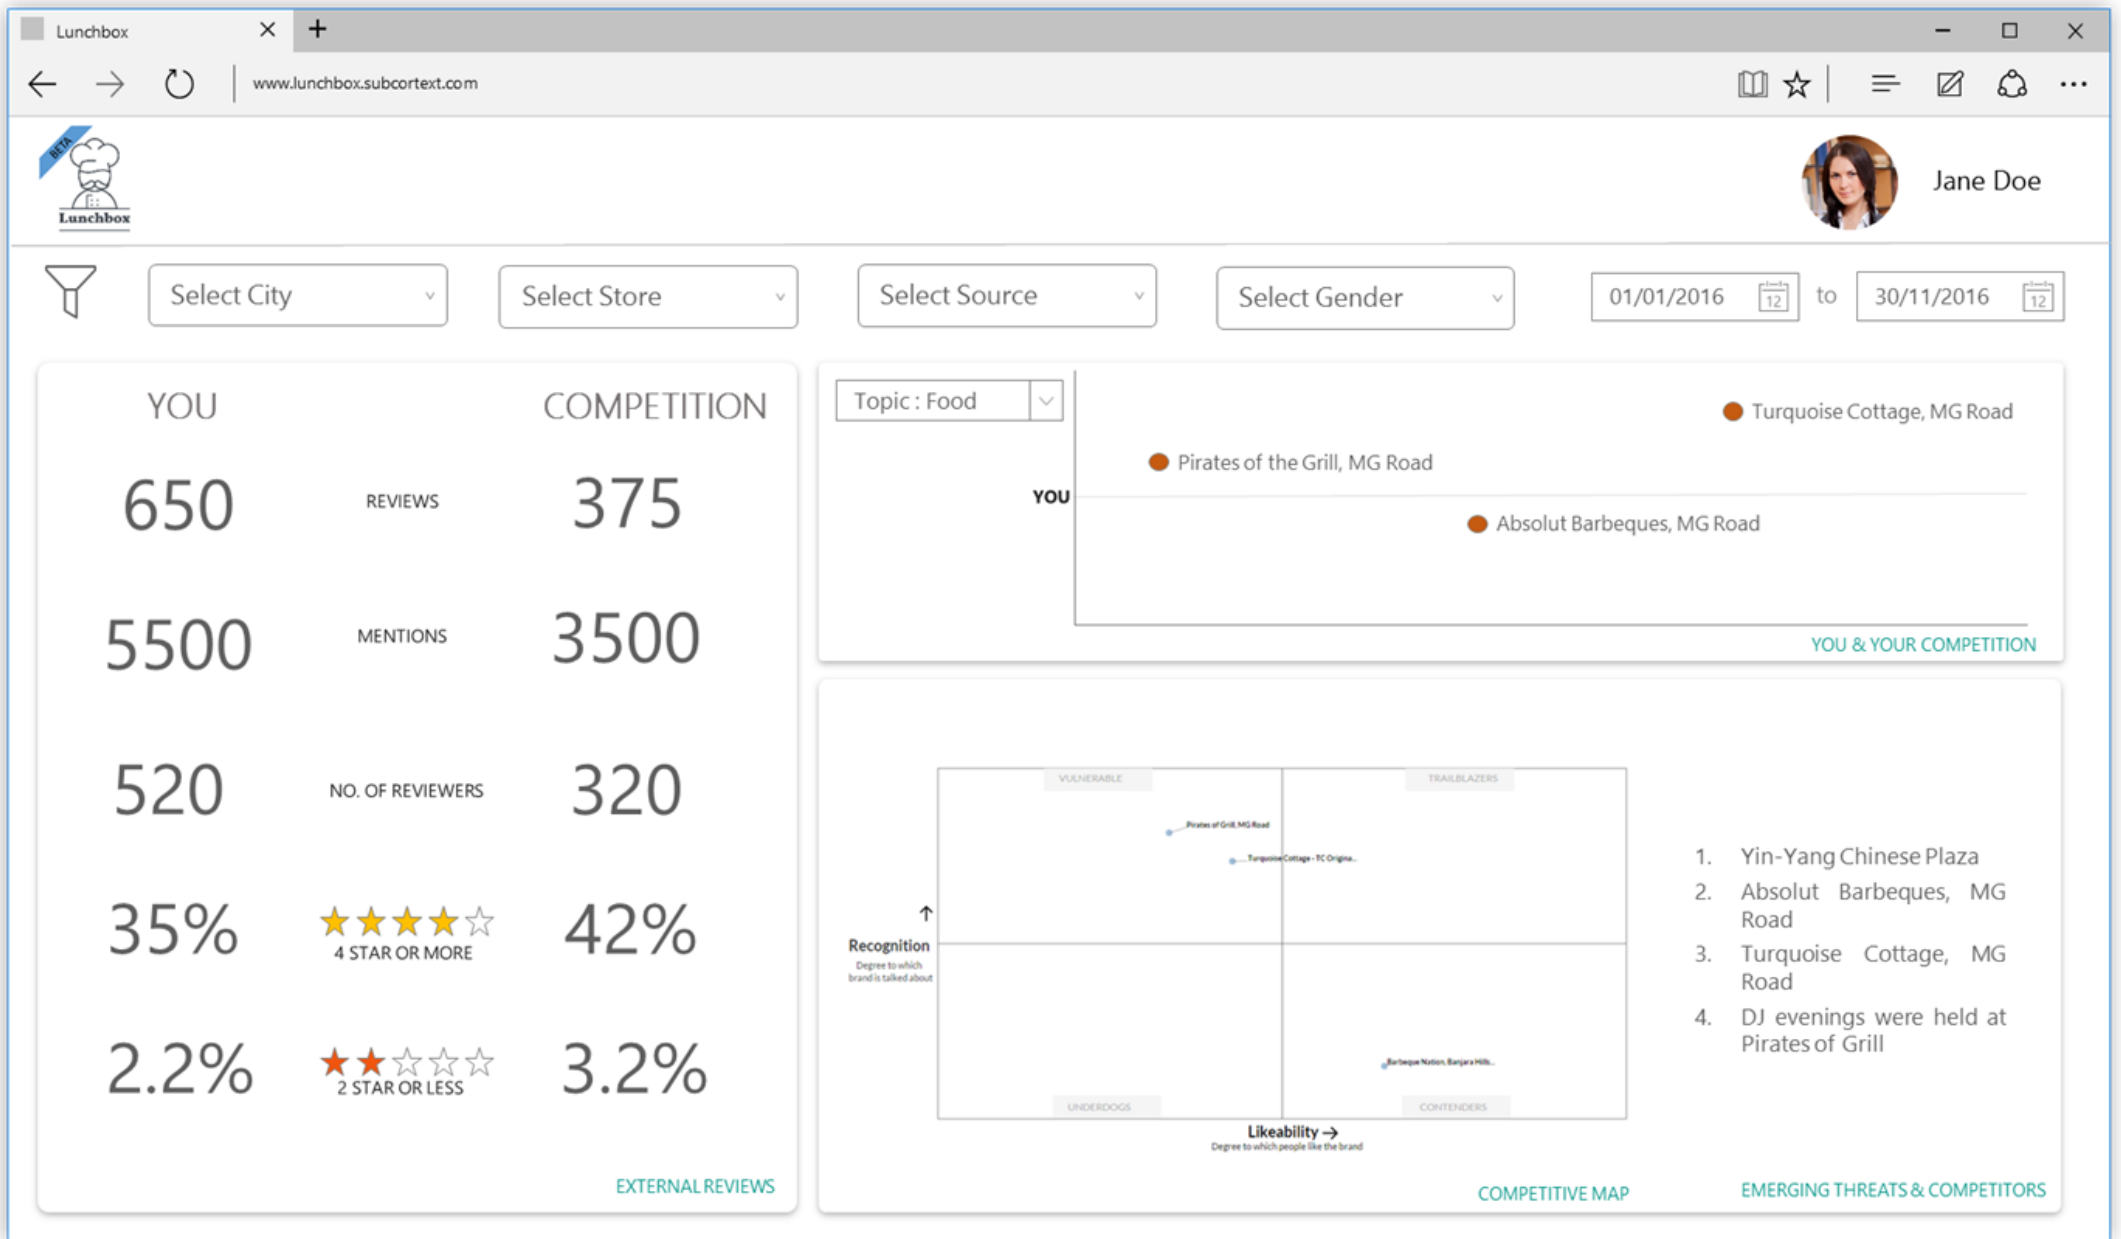 Lunchbox
www.lunchbox.subcortext.com
BETA
Lunchbox
Jane Doe
Select City
Select Store
Select Source
Select Gender
01/01/2016
12
to
30/11/2016
12
YOU
COMPETITION
650
REVIEWS
375
5500
MENTIONS
3500
520
NO. OF REVIEWERS
320
35%
4 STAR OR MORE
42%
2.2%
2 STAR OR LESS
3.2%
EXTERNAL REVIEWS
Topic : Food
Turquoise Cottage, MG Road
Pirates of the Grill, MG Road
YOU
Absolut Barbeques, MG Road
YOU & YOUR COMPETITION
VULNERABLE
TRAILBLAZERS
Pirates of Grill, MG Road
Turquoise Cottage - TC Origina...
Recognition
Degree to which
brand is talked about
Barbeque Nation, Banjara Hills...
UNDERDOGS
CONTENDERS
Likeability →
Degree to which people like the brand
COMPETITIVE MAP
1. Yin-Yang Chinese Plaza
2. Absolut Barbeques, MG
Road
3. Turquoise Cottage, MG
Road
4. DJ evenings were held at
Pirates of Grill
EMERGING THREATS & COMPETITORS